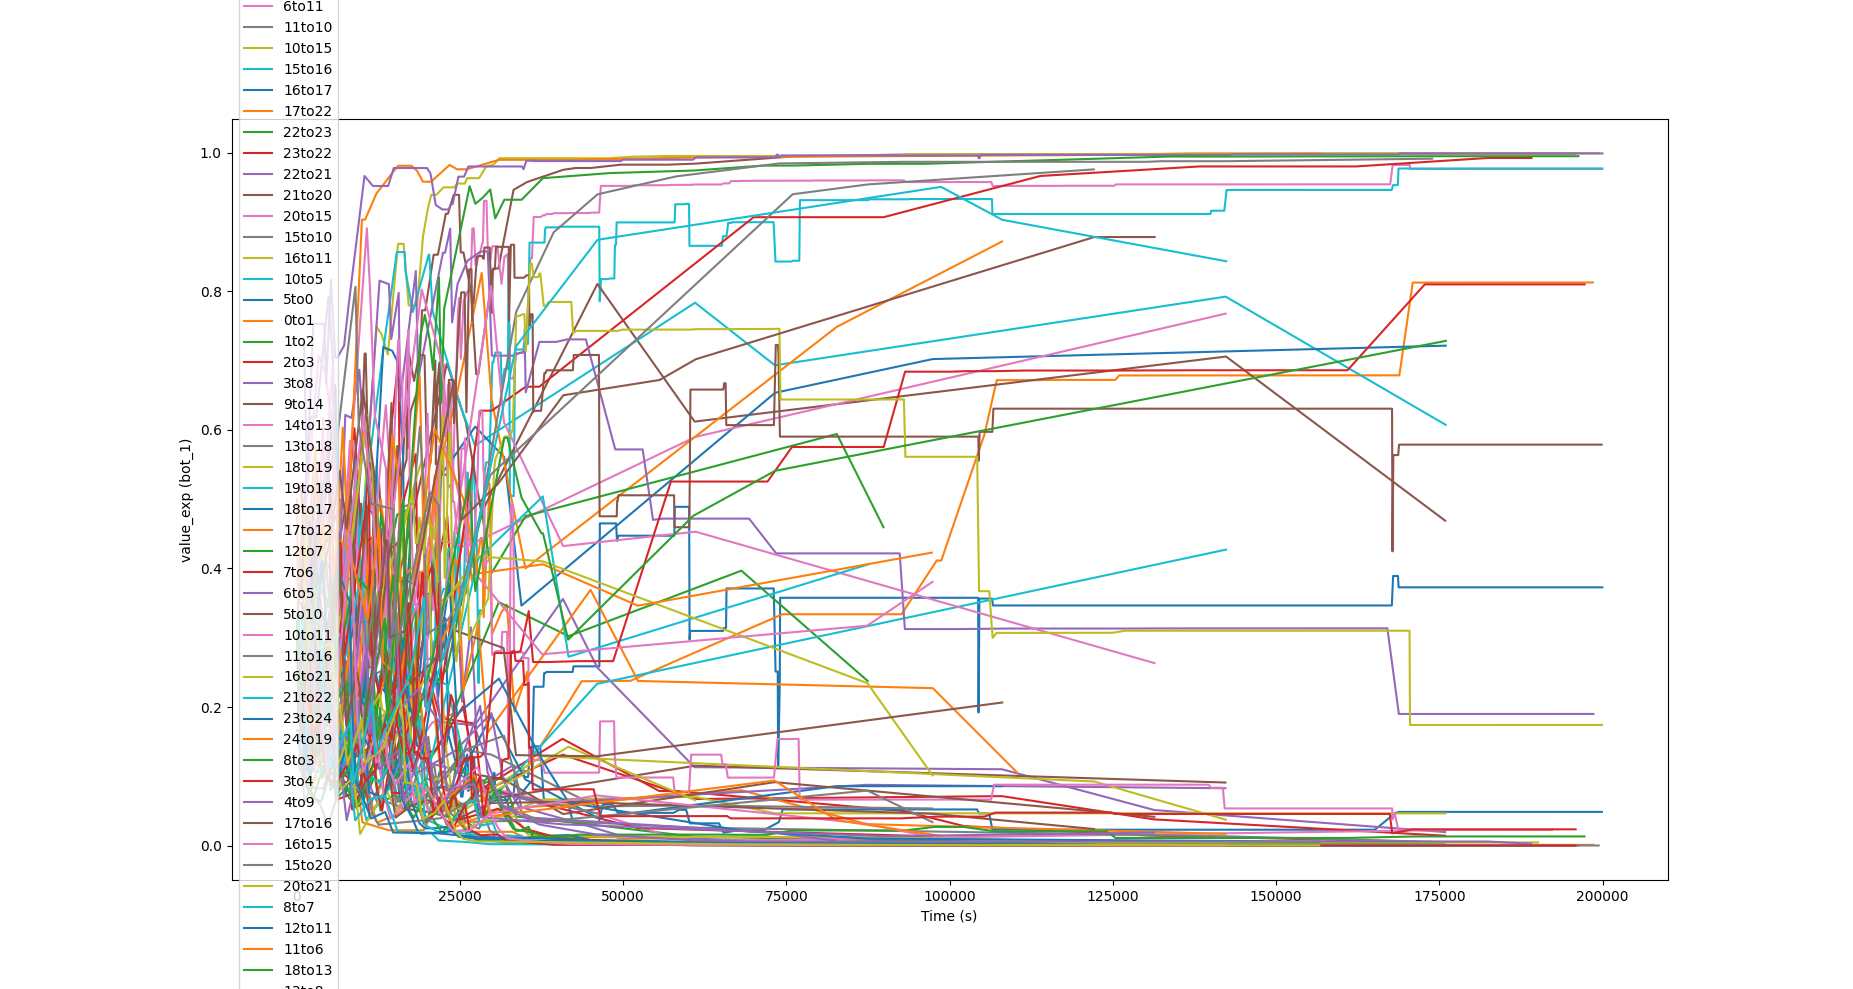 6to11
11to10
10to15
15to16
16to17
17to22
22to23
23to22
22to21
21to20
20to15
15to10
16to11
10to5
5to0
0to1
1to2
2to3
3to8
9to14
14to13
13to18
18to19
19to18
18to17
17to12
12to7
7to6
6to5
5to10
10to11
11to16
16to21
21to22
23to24
24to19
8to3
3to4
4to9
17to16
16to15
15to20
20to21
8to7
12to11
11to6
18to13
1.0
0.8
0.6
0.4
0.2
0.0
value_exp (bot_1)
0
25000
50000
75000
100000
125000
150000
175000
200000
Time (s)